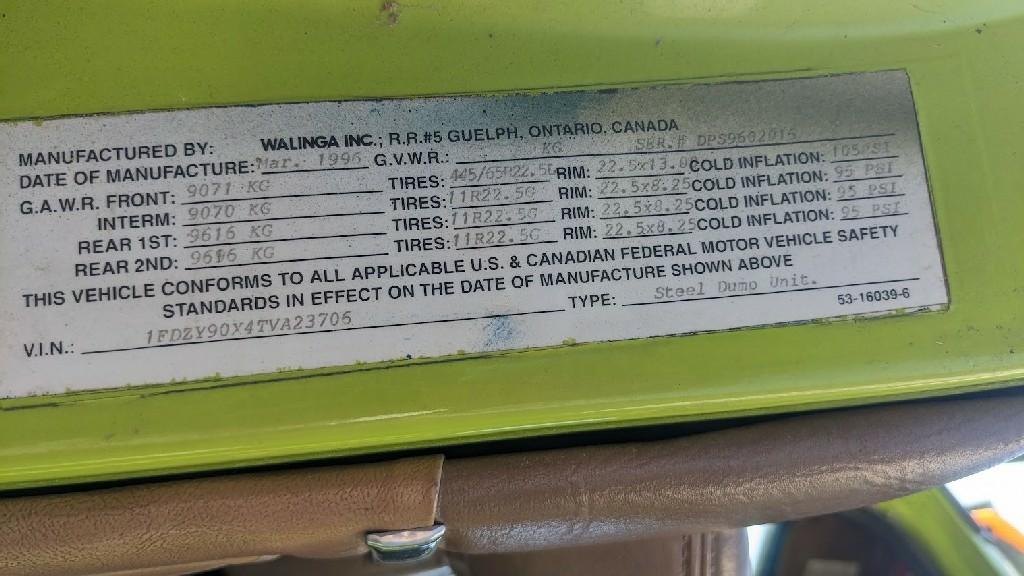 MANUFACTURED BY: WALINGA INC.; R.R.#5 GUELPH, ONTARIO, CANADA
DATE OF MANUFACTURE: Mar. 1996 G.V.W.R.: KG SER.# DPS9602016
G.A.W.R. FRONT: 9071 KG TIRES: 445/65R22.5L RIM: 22.5x13.00 COLD INFLATION: 105PSI
INTERM: 9070 KG TIRES: 11R22.5G RIM: 22.5x8.25 COLD INFLATION: 95 PSI
REAR 1ST: 9616 KG TIRES: 11R22.5G RIM: 22.5x8.25 COLD INFLATION: 95 PSI
REAR 2ND: 9616 KG TIRES: 11R22.5G RIM: 22.5x8.25 COLD INFLATION: 95 PSI
THIS VEHICLE CONFORMS TO ALL APPLICABLE U.S. & CANADIAN FEDERAL MOTOR VEHICLE SAFETY
STANDARDS IN EFFECT ON THE DATE OF MANUFACTURE SHOWN ABOVE
V.I.N.: 1FDZY90X4TVA23706 TYPE: Steel Dump Unit.
53-16039-6